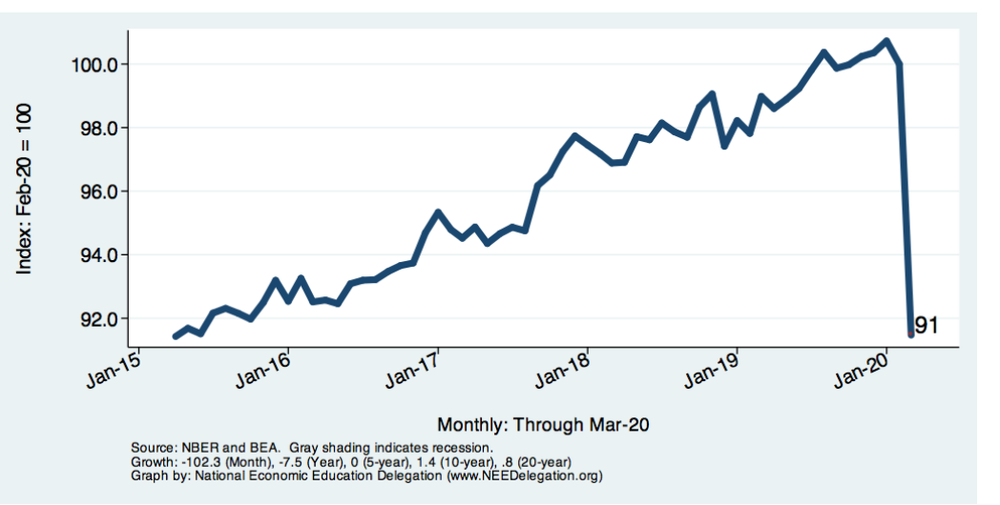 Index: Feb-20 = 100
100.0
98.0
96.0
94.0
92.0
91
Jan-15
Jan-16
Jan-17
Jan-18
Jan-19
Jan-20
Monthly: Through Mar-20
Source: NBER and BEA. Gray shading indicates recession.
Growth: -102.3 (Month), -7.5 (Year), 0 (5-year), 1.4 (10-year), .8 (20-year)
Graph by: National Economic Education Delegation (www.NEEDelegation.org)